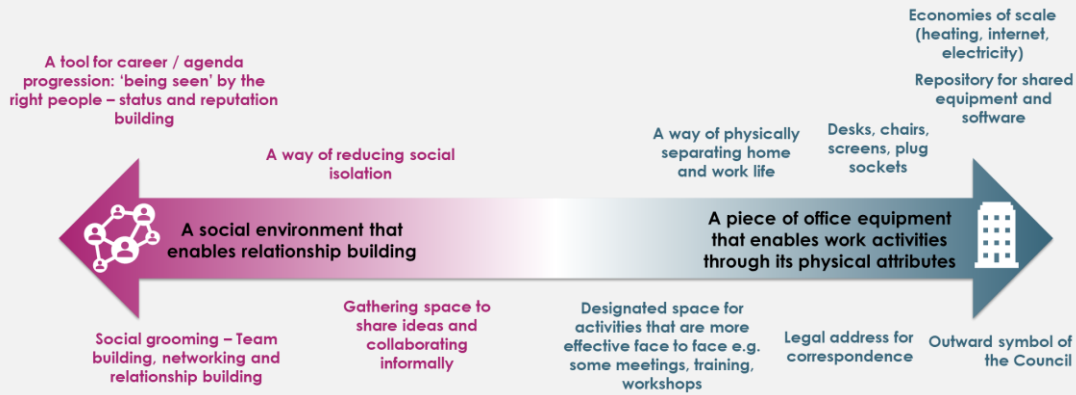 Economies of scale
(heating, internet,
electricity)
A tool for career / agenda
progression: ‘being seen’ by the
right people – status and reputation
building
Repository for shared
equipment and
software
A way of physically
separating home
and work life
Desks, chairs,
screens, plug
sockets
A way of reducing social
isolation
A social environment that
enables relationship building
A piece of office equipment
that enables work activities
through its physical attributes
Social grooming – Team
building, networking and
relationship building
Gathering space to
share ideas and
collaborating
informally
Designated space for
activities that are more
effective face to face e.g.
some meetings, training,
workshops
Legal address for
correspondence
Outward symbol of
the Council